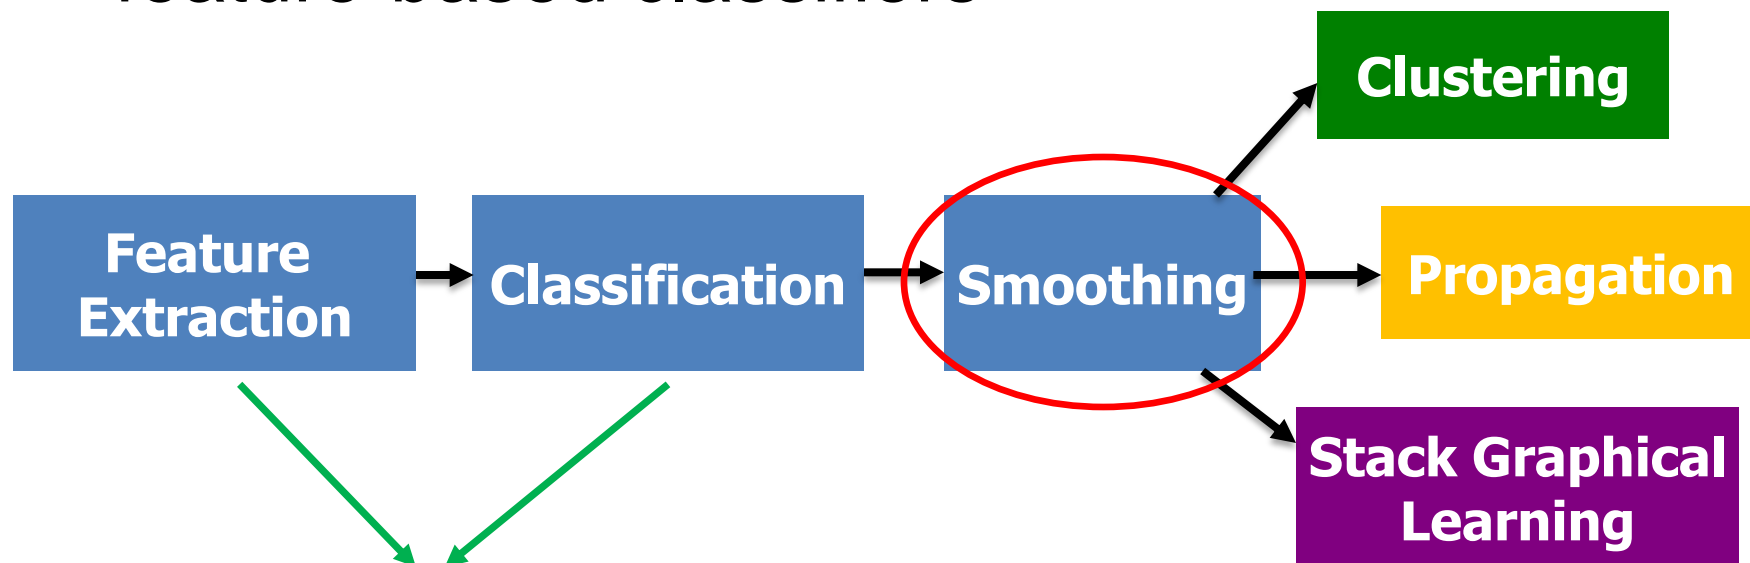 Clustering
Feature
Extraction
Classification
Smoothing
Propagation
Stack Graphical
Learning